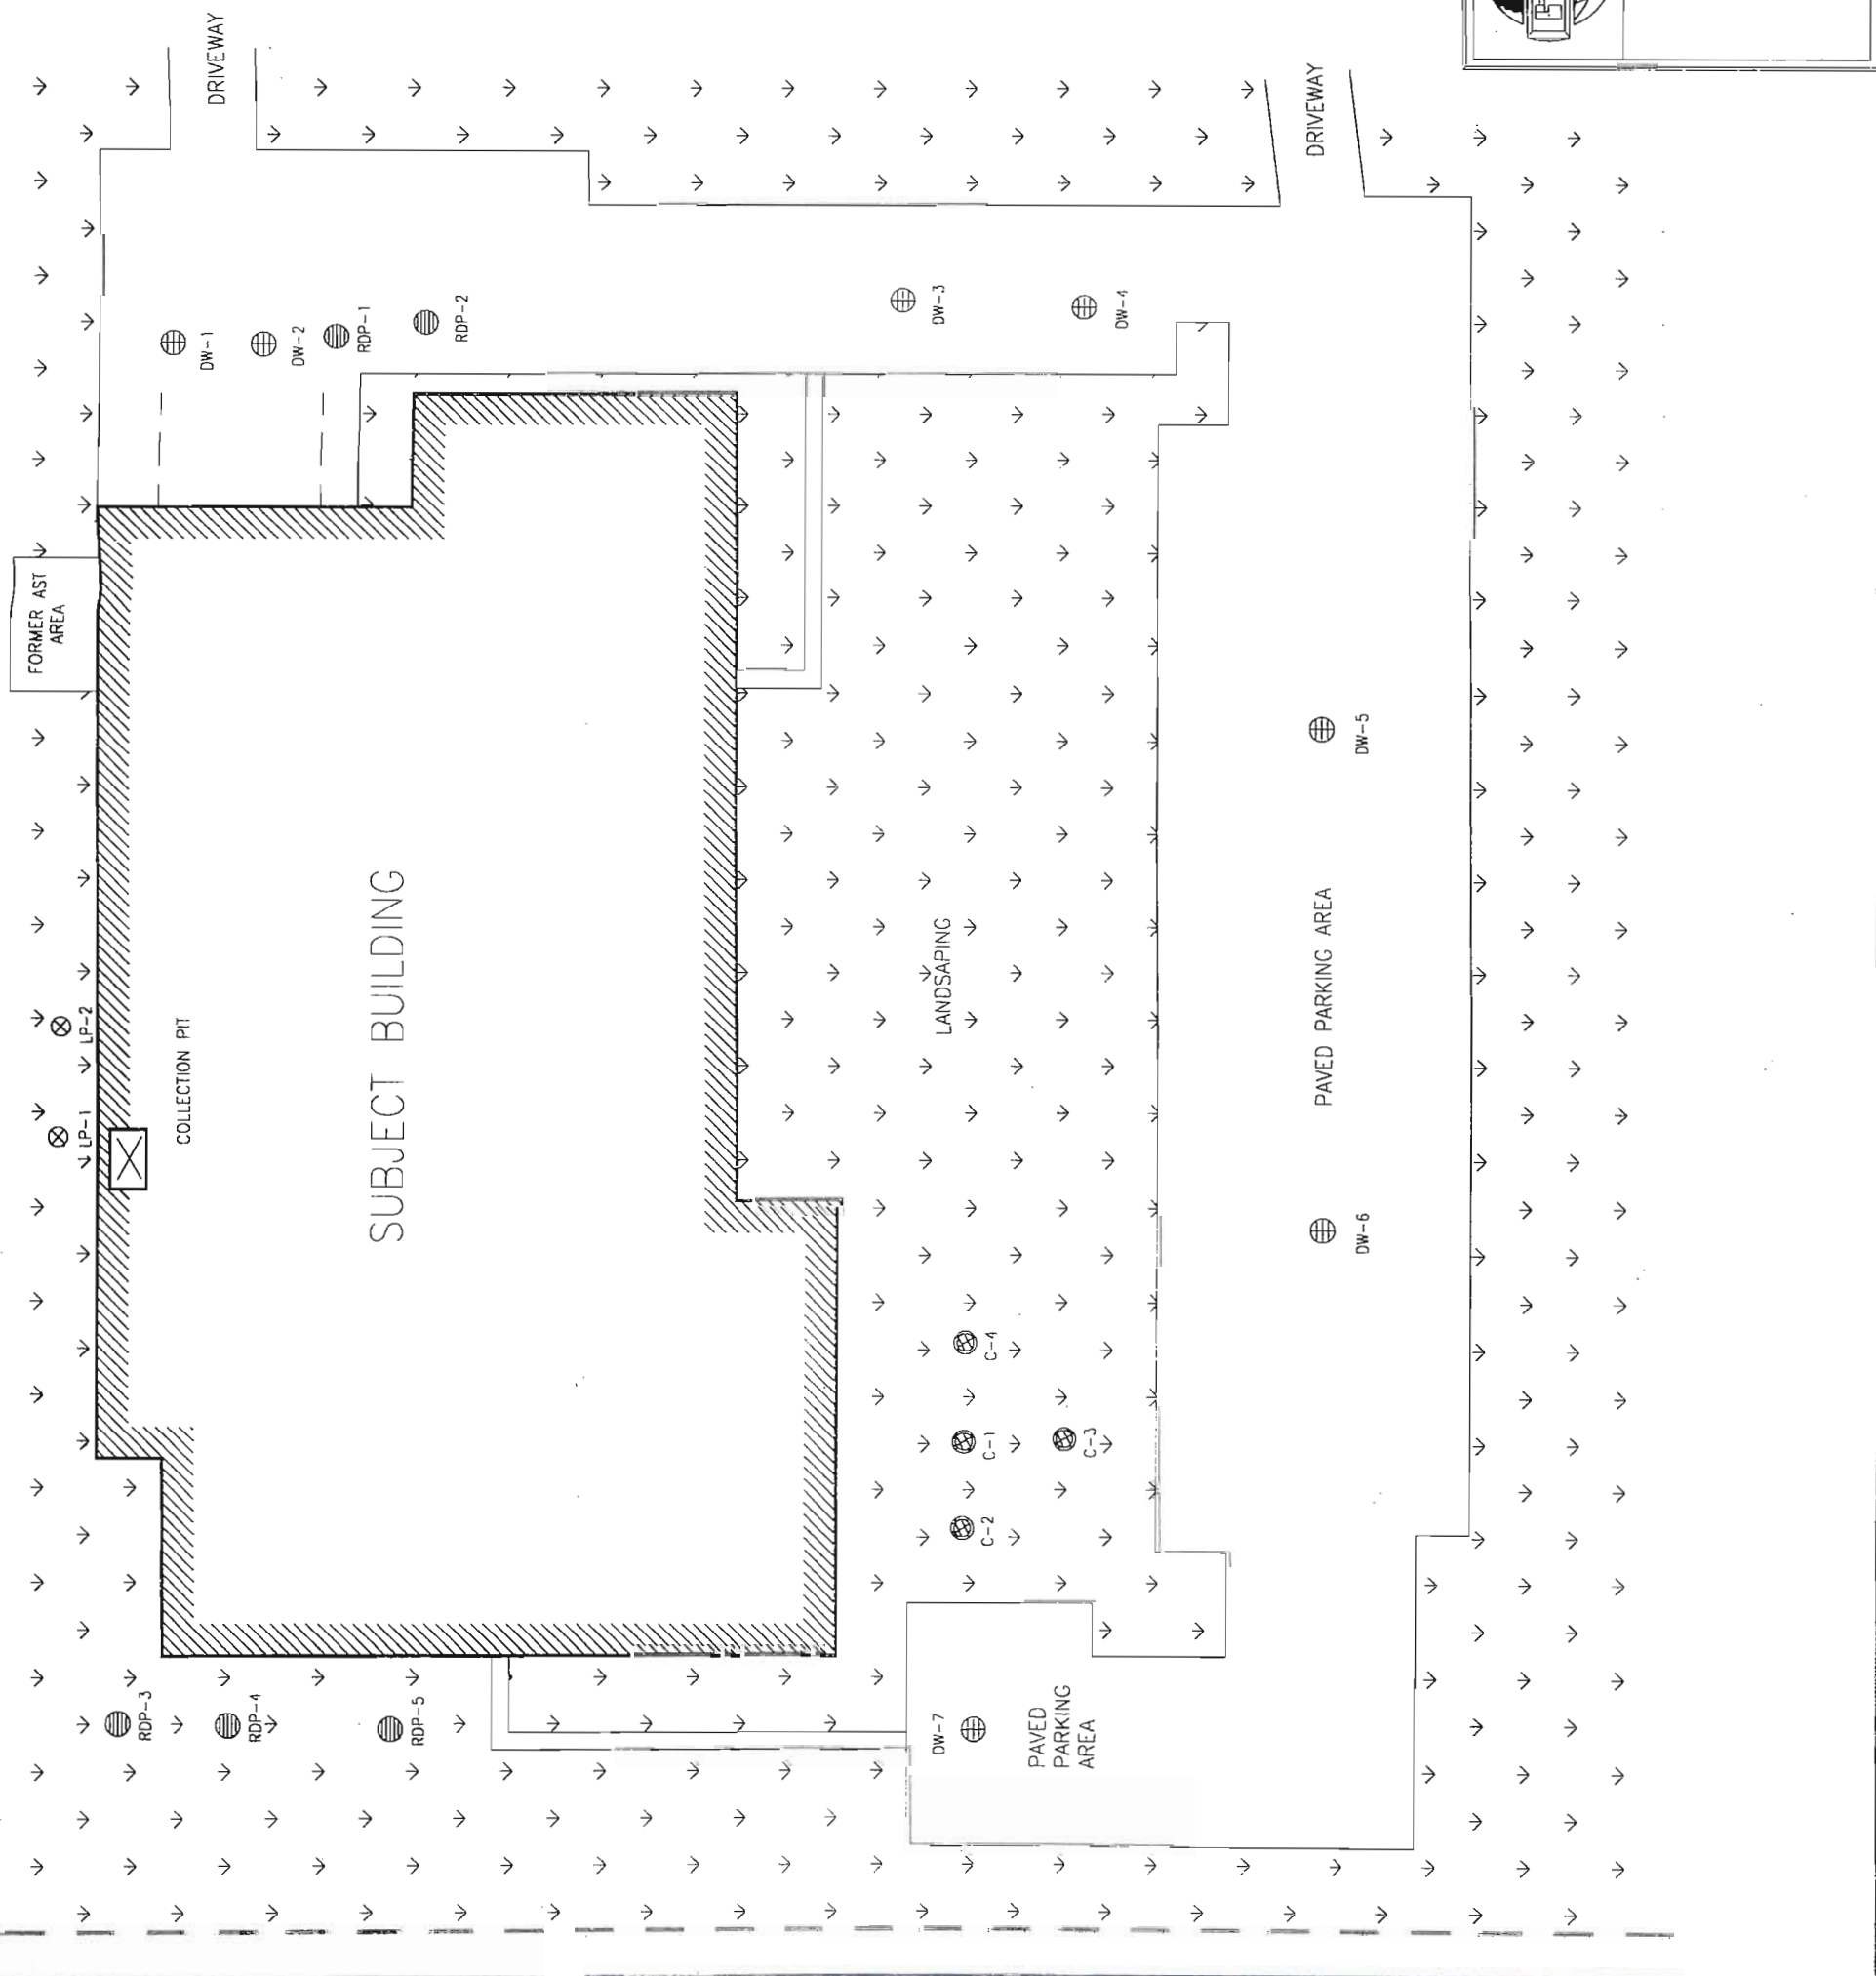 DRIVEWAY
DRIVEWAY
DW-1
DW-2
RDP-1
RDP-2
DW-3
DW-4
FORMER AST
AREA
DW-5
LP-2
LP-1
COLLECTION PIT
SUBJECT BUILDING
LANDSAPING
PAVED PARKING AREA
DW-6
C-4
C-1
C-3
C-2
RDP-3
RDP-4
RDP-5
DW-7
PAVED
PARKING
AREA